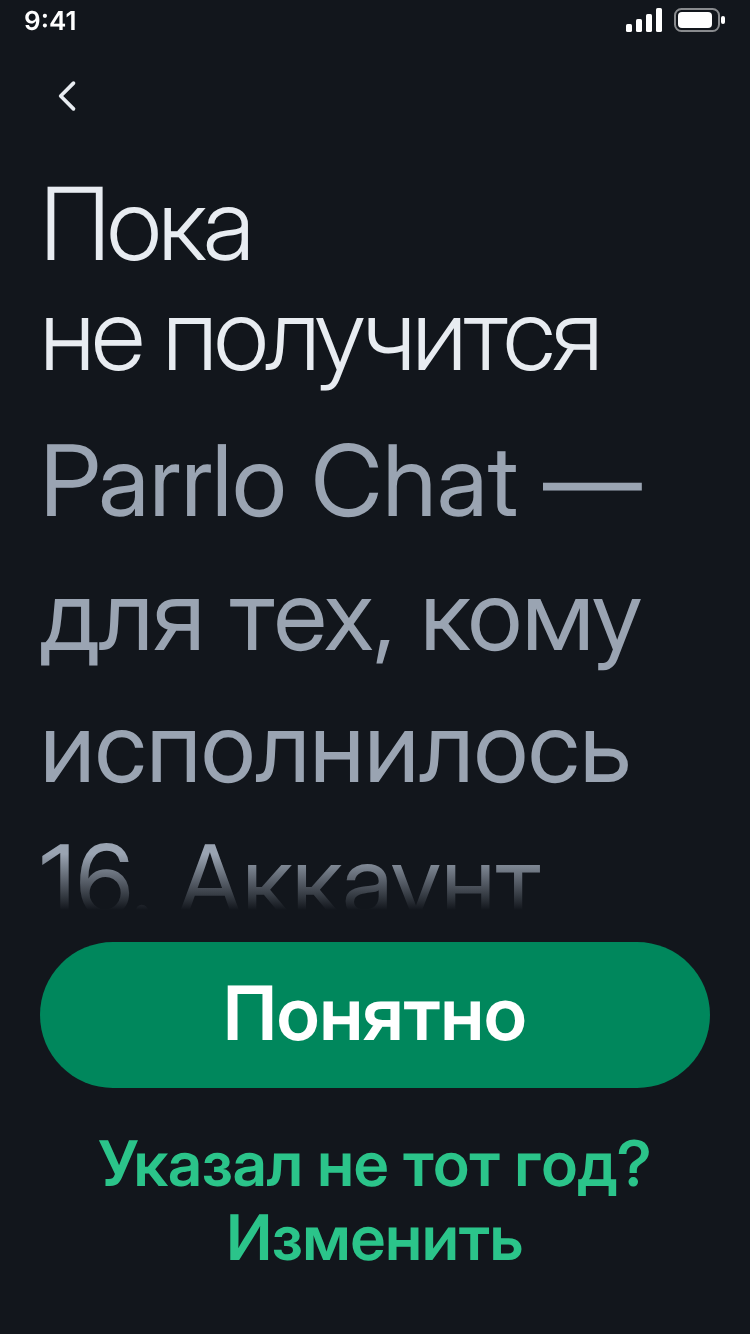 9:41
Пока
не получится
Parrlo Chat —
для тех, кому
исполнилось
16. Аккаунт
Понятно
Указал не тот год?
Изменить